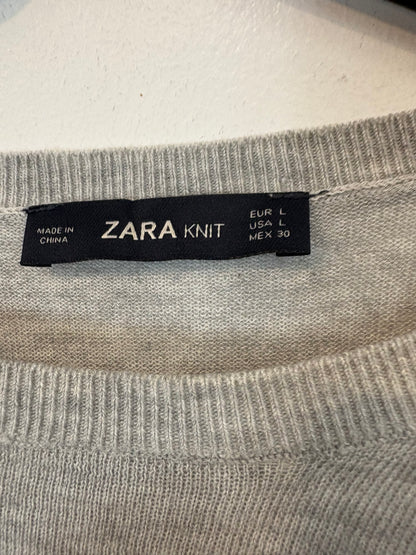 MADE IN
CHINA
ZARA KNIT
EUR L
USA L
MEX 30